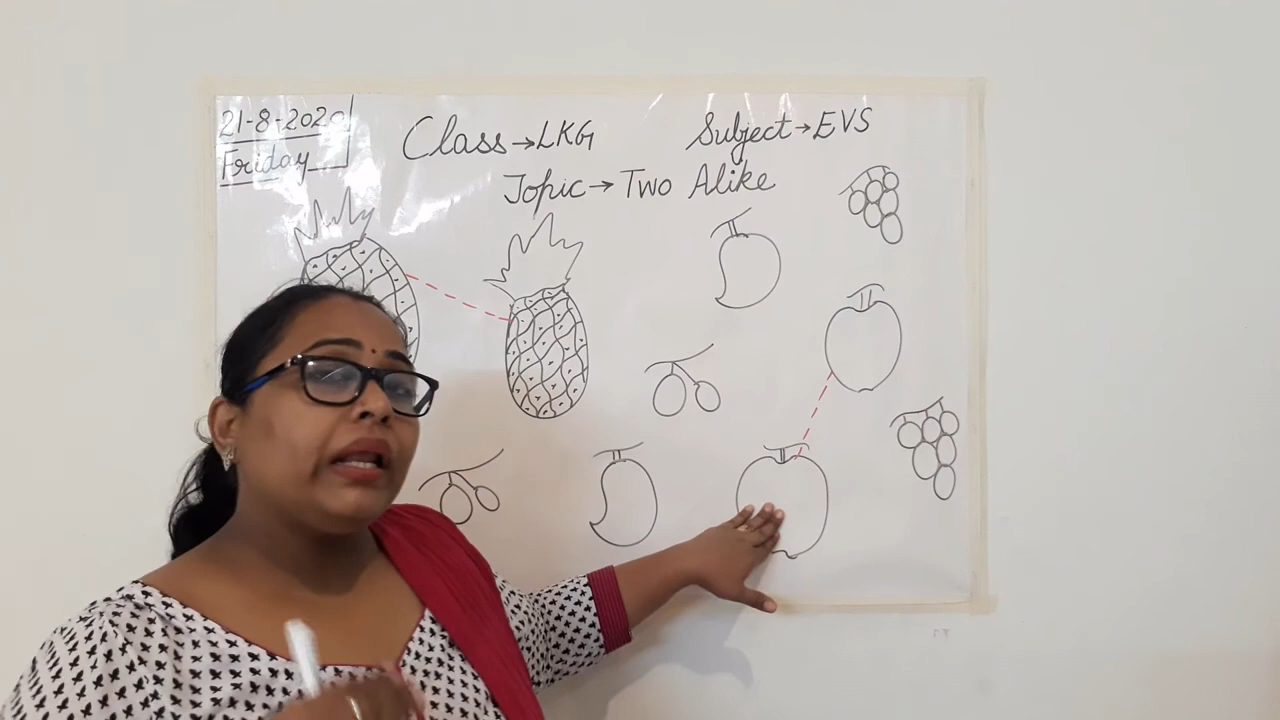 21-8-2020
Friday
Class→LKG
Subject→EVS
Topic→Two Alike